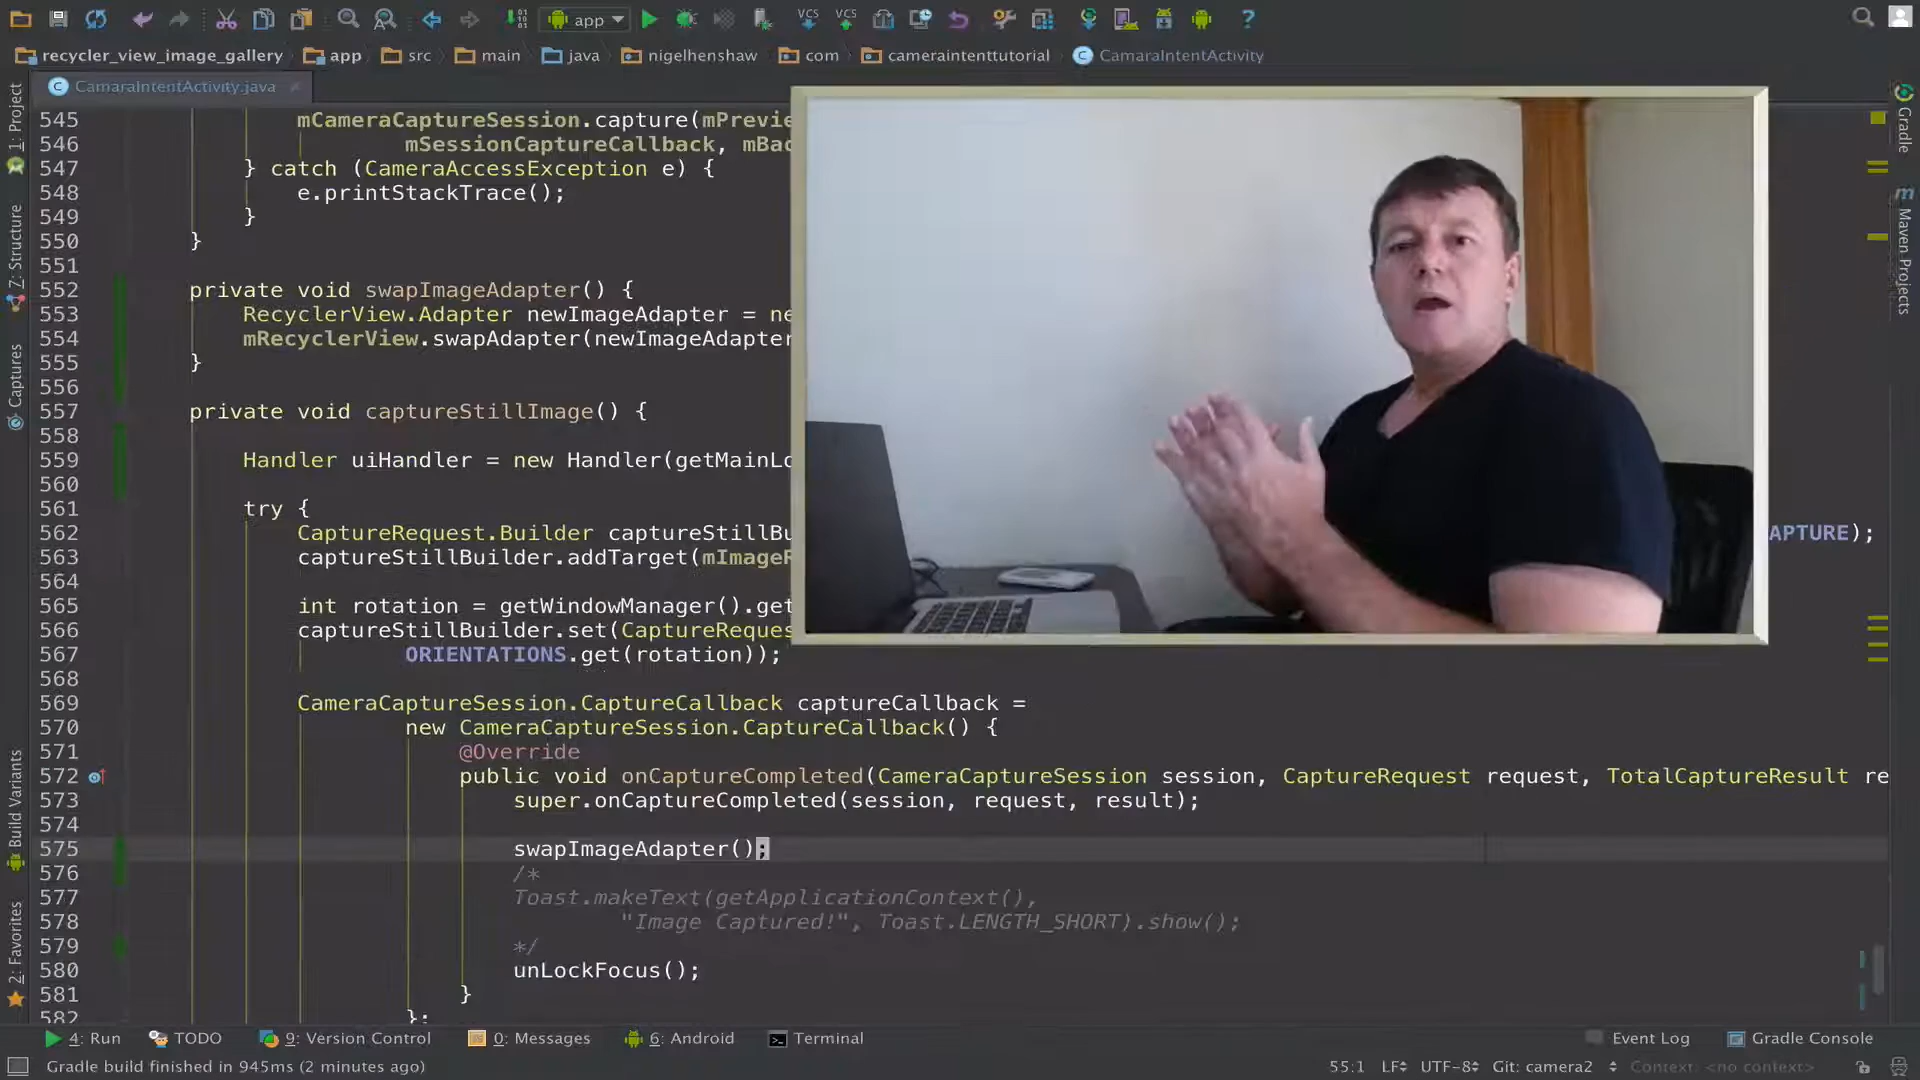 app
recycler_view_image_gallery
app
src
main
java
nigelhenshaw
com
cameraintenttutorial
CamaraIntentActivity
CamaraIntentActivity.java
1: Project
7: Structure
Captures
Build Variants
2: Favorites
Gradle
Maven Projects
545 mCameraCaptureSession.capture(mPrevie
546 mSessionCaptureCallback, mBac
547 } catch (CameraAccessException e) {
548 e.printStackTrace();
549 }
550 }
551
552 private void swapImageAdapter() {
553 RecyclerView.Adapter newImageAdapter = ne
554 mRecyclerView.swapAdapter(newImageAdapter
555 }
556
557 private void captureStillImage() {
558
559 Handler uiHandler = new Handler(getMainLo
560
561 try {
562 CaptureRequest.Builder captureStillBu APTURE);
563 captureStillBuilder.addTarget(mImageR
564
565 int rotation = getWindowManager().get
566 captureStillBuilder.set(CaptureReques
567 ORIENTATIONS.get(rotation));
568
569 CameraCaptureSession.CaptureCallback captureCallback =
570 new CameraCaptureSession.CaptureCallback() {
571 @Override
572 public void onCaptureCompleted(CameraCaptureSession session, CaptureRequest request, TotalCaptureResult re
573 super.onCaptureCompleted(session, request, result);
574
575 swapImageAdapter();
576 /*
577 Toast.makeText(getApplicationContext(),
578 "Image Captured!", Toast.LENGTH_SHORT).show();
579 */
580 unLockFocus();
581 }
582 };
4: Run
TODO
9: Version Control
0: Messages
6: Android
Terminal
Event Log
Gradle Console
Gradle build finished in 945ms (2 minutes ago)
55:1 LF UTF-8 Git: camera2 Context: <no context>